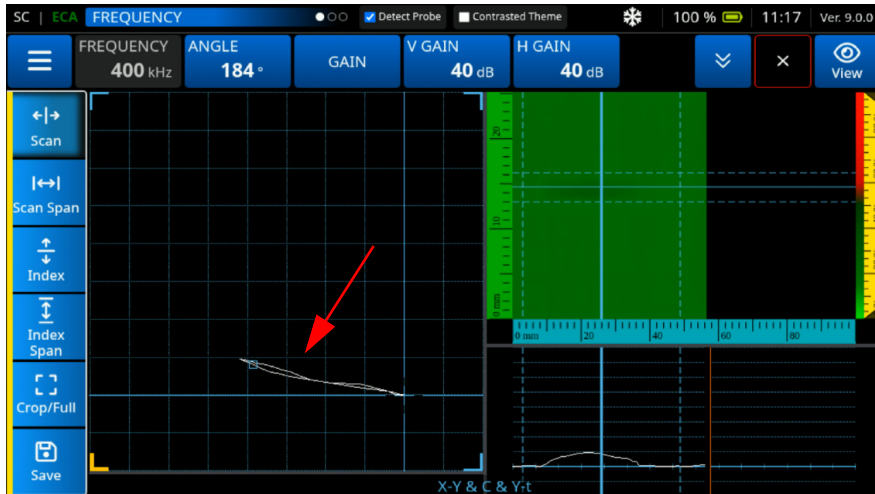 SC | ECA FREQUENCY Detect Probe Contrasted Theme 100 % 11:17 Ver. 9.0.0
FREQUENCY
400 kHz
ANGLE
184 °
GAIN
V GAIN
40 dB
H GAIN
40 dB
View
Scan
Scan Span
Index
Index
Span
Crop/Full
Save
20
10
0 mm
0 mm 20 40 60 80
X-Y & C & Y-t